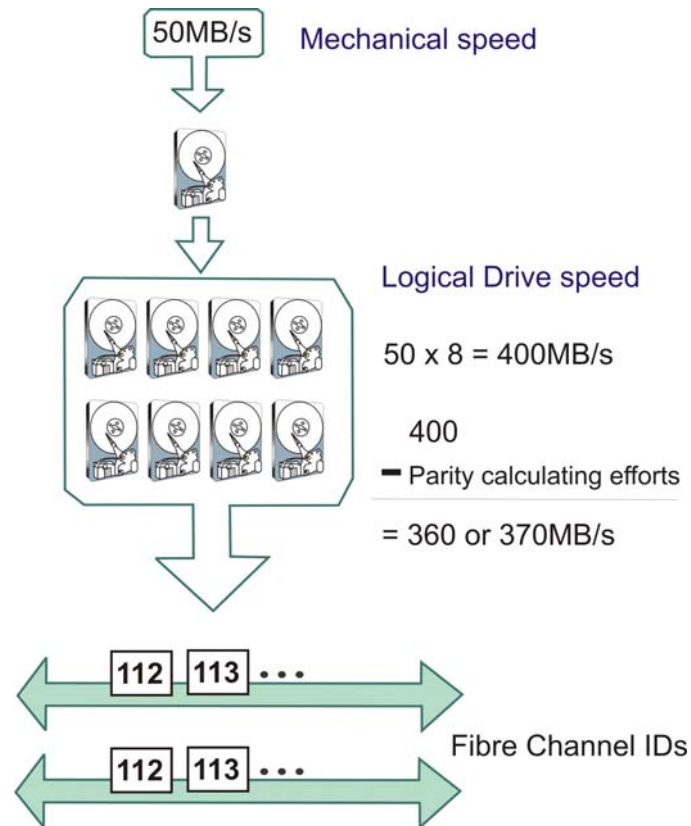 50MB/s
Mechanical speed
Logical Drive speed
50 x 8 = 400MB/s
400
- Parity calculating efforts
= 360 or 370MB/s
112 113 ...
Fibre Channel IDs
112 113 ...